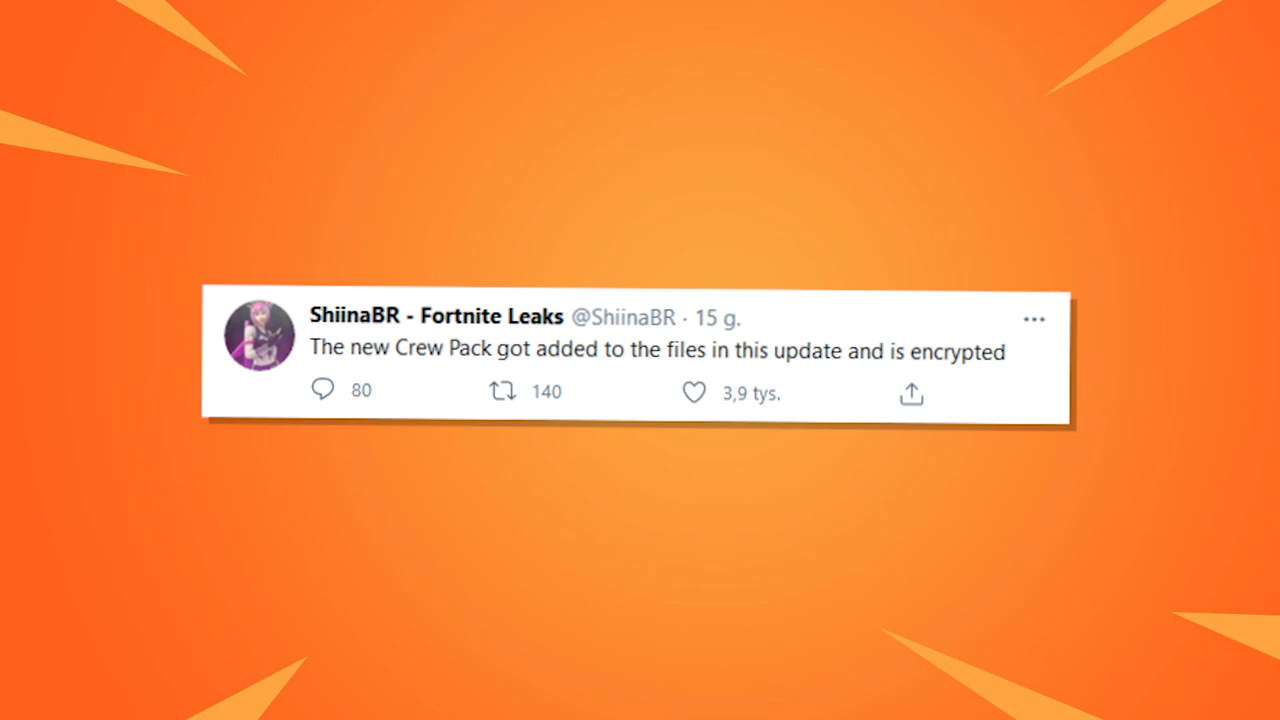 ShiinaBR - Fortnite Leaks @ShiinaBR · 15 g.
The new Crew Pack got added to the files in this update and is encrypted
80 140 3,9 tys.